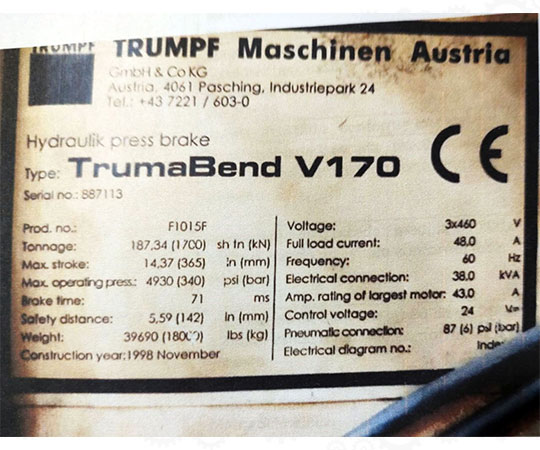 TRUMPF TRUMPF Maschinen Austria
GmbH & Co KG
Austria, 4061 Pasching, Industriepark 24
Tel.: +43 7221 / 603-0
Hydraulik press brake
Type: TrumaBend V170 CE
Serial no.: 887113
Prod. no.: F1015F
Tonnage: 187,34 (1700) sh tn (kN)
Max. stroke: 14,37 (365) in (mm)
Max. operating press.: 4930 (340) psi (bar)
Brake time: 71 ms
Safety distance: 5,59 (142) in (mm)
Weight: 39690 (18000) lbs (kg)
Construction year: 1998 November
Voltage: 3x460 V
Full load current: 48,0 A
Frequency: 60 Hz
Electrical connection: 38,0 kVA
Amp. rating of largest motor: 43,0 A
Control voltage: 24 V=
Pneumatic connection: 87 (6) psi (bar)
Electrical diagram no.: Index